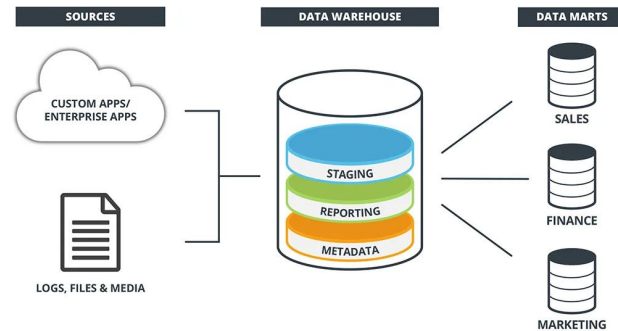 SOURCES
DATA WAREHOUSE
DATA MARTS
CUSTOM APPS/
ENTERPRISE APPS
LOGS, FILES & MEDIA
STAGING
REPORTING
METADATA
SALES
FINANCE
MARKETING